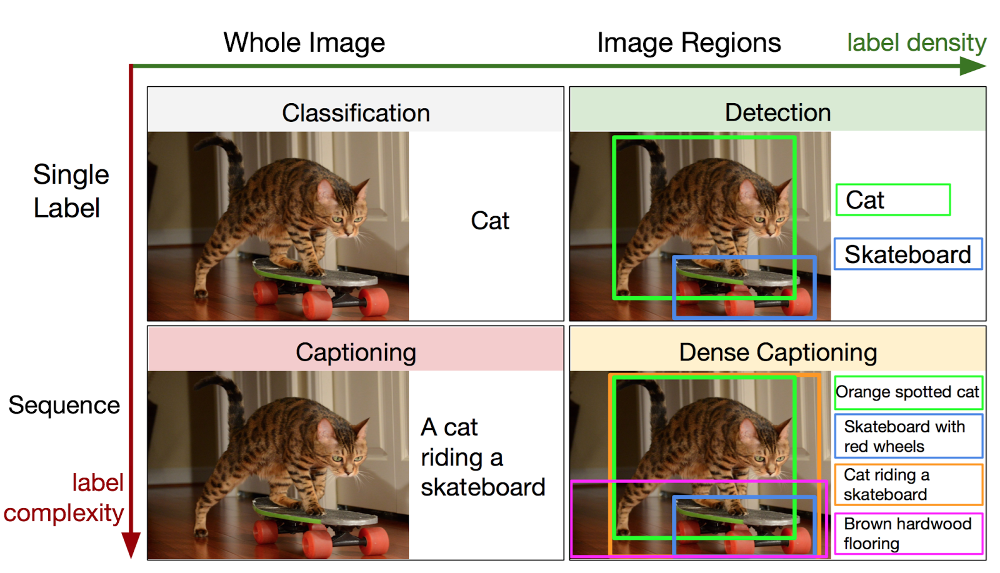 Whole Image
Image Regions
label density
Single
Label
Classification
Cat
Detection
Cat
Skateboard
Sequence
label
complexity
Captioning
A cat
riding a
skateboard
Dense Captioning
Orange spotted cat
Skateboard with
red wheels
Cat riding a
skateboard
Brown hardwood
flooring